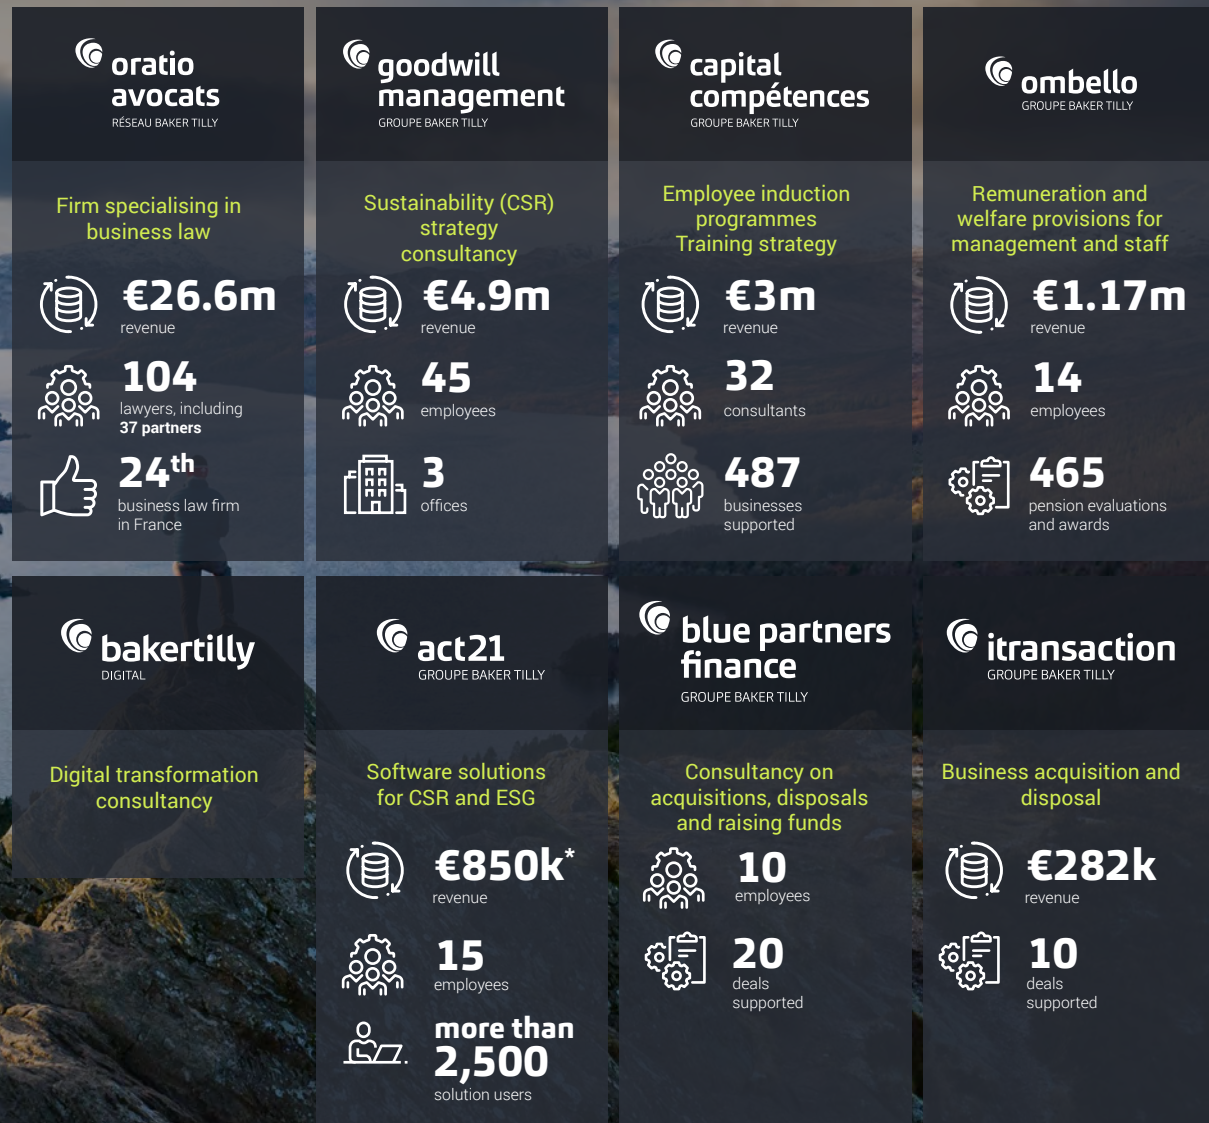 oratio
avocats
RÉSEAU BAKER TILLY
Firm specialising in
business law
€26.6m
revenue
104
lawyers, including
37 partners
24th
business law firm
in France
goodwill
management
GROUPE BAKER TILLY
Sustainability (CSR)
strategy
consultancy
€4.9m
revenue
45
employees
3
offices
capital
compétences
GROUPE BAKER TILLY
Employee induction
programmes
Training strategy
€3m
revenue
32
consultants
487
businesses
supported
ombello
GROUPE BAKER TILLY
Remuneration and
welfare provisions for
management and staff
€1.17m
revenue
14
employees
465
pension evaluations
and awards
bakertilly
DIGITAL
Digital transformation
consultancy
act21
GROUPE BAKER TILLY
Software solutions
for CSR and ESG
€850k*
revenue
15
employees
more than
2,500
solution users
blue partners
finance
GROUPE BAKER TILLY
Consultancy on
acquisitions, disposals
and raising funds
10
employees
20
deals
supported
itransaction
GROUPE BAKER TILLY
Business acquisition and
disposal
€282k
revenue
10
deals
supported